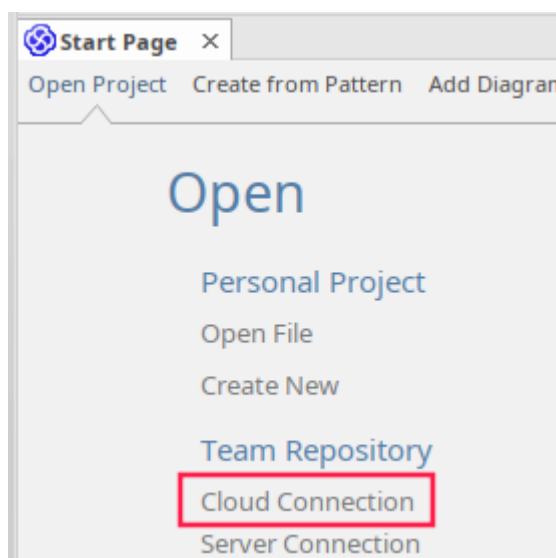 Start Page ×
Open Project Create from Pattern Add Diagram
Open
Personal Project
Open File
Create New
Team Repository
Cloud Connection
Server Connection